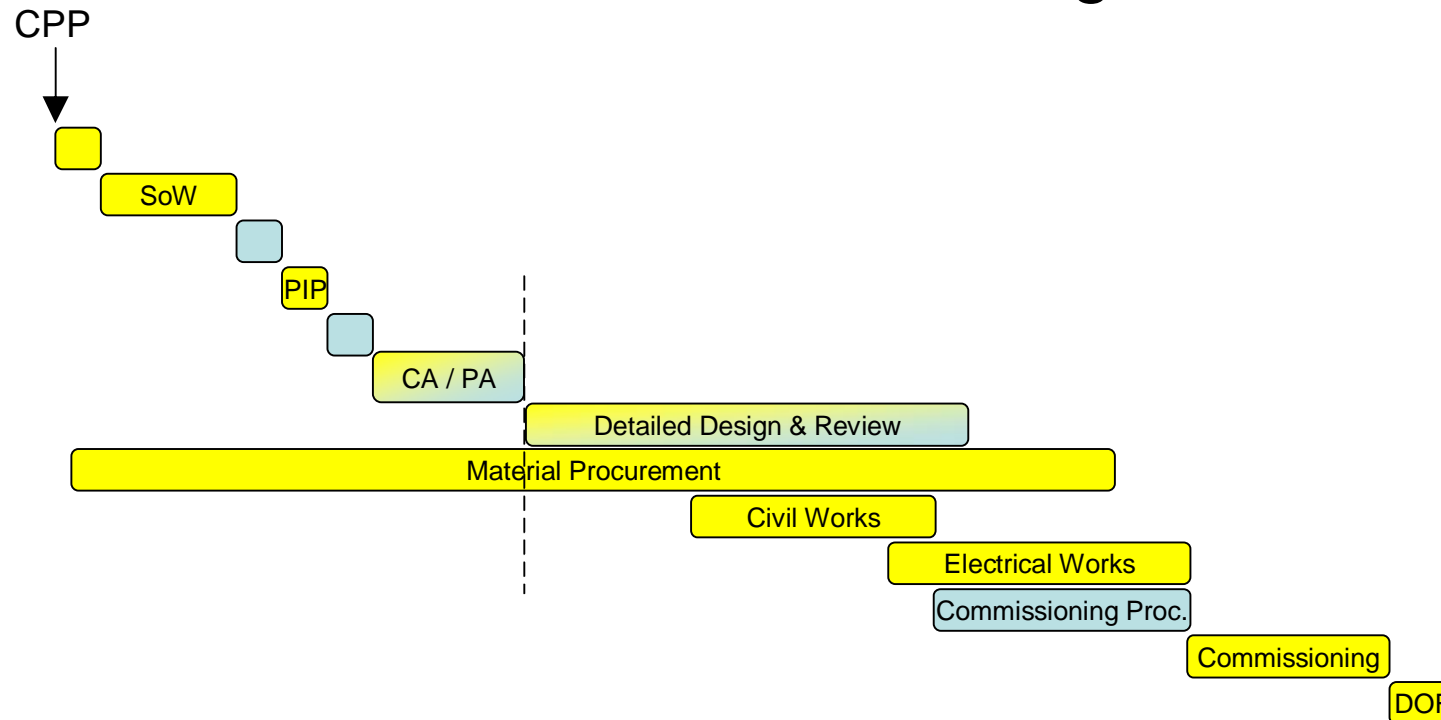 CPP
SoW
PIP
CA / PA
Detailed Design & Review
Material Procurement
Civil Works
Electrical Works
Commissioning Proc.
Commissioning